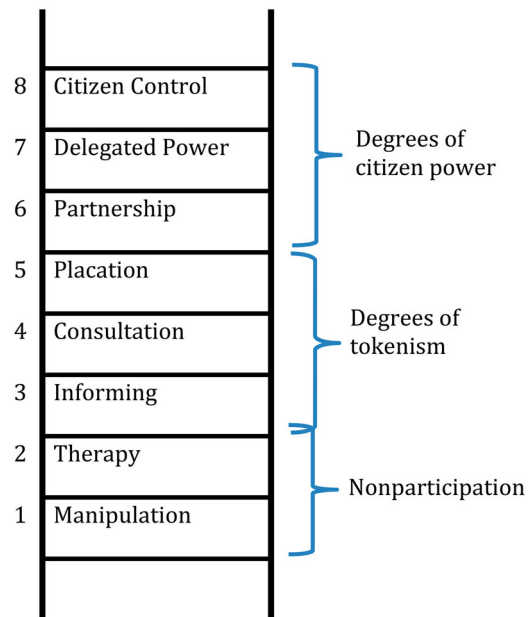 8 Citizen Control
7 Delegated Power
6 Partnership
Degrees of
citizen power
5 Placation
4 Consultation
3 Informing
Degrees of
tokenism
2 Therapy
1 Manipulation
Nonparticipation